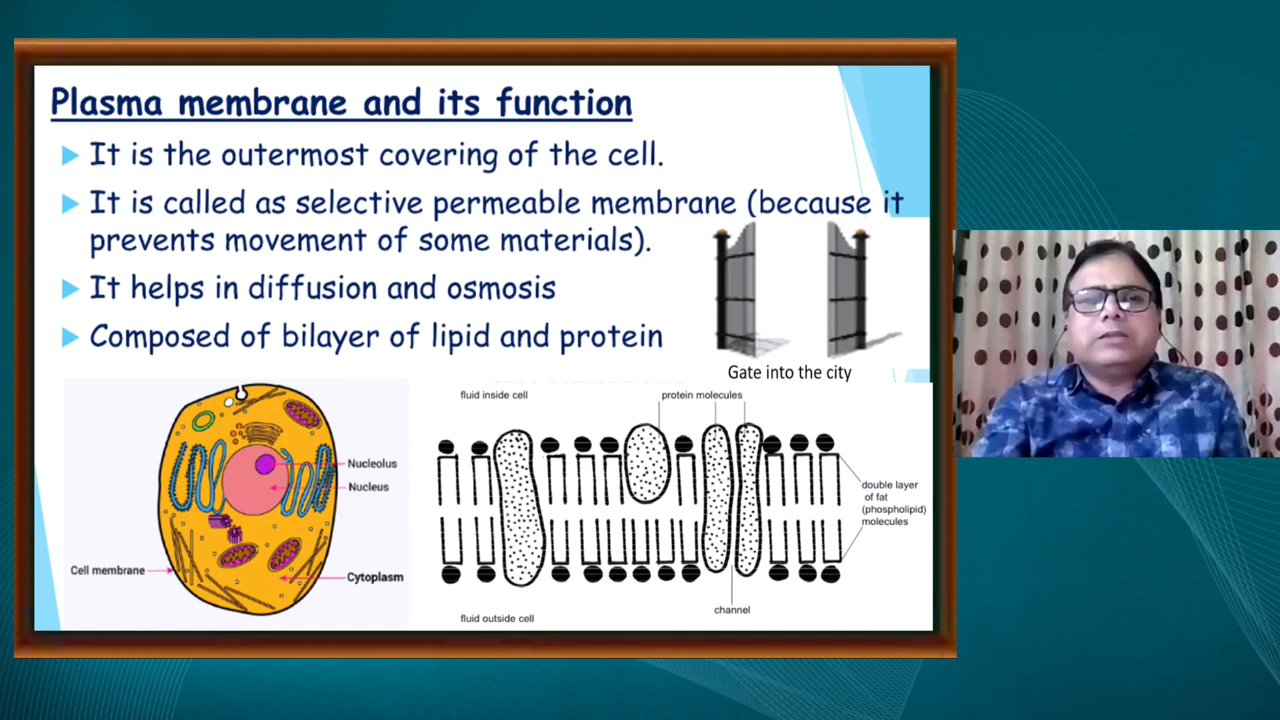 Plasma membrane and its function
It is the outermost covering of the cell.
It is called as selective permeable membrane (because it
prevents movement of some materials).
It helps in diffusion and osmosis
Composed of bilayer of lipid and protein
Gate into the city
Nucleolus
Nucleus
Cell membrane
Cytoplasm
fluid inside cell
protein molecules
double layer
of fat
(phospholipid)
molecules
channel
fluid outside cell